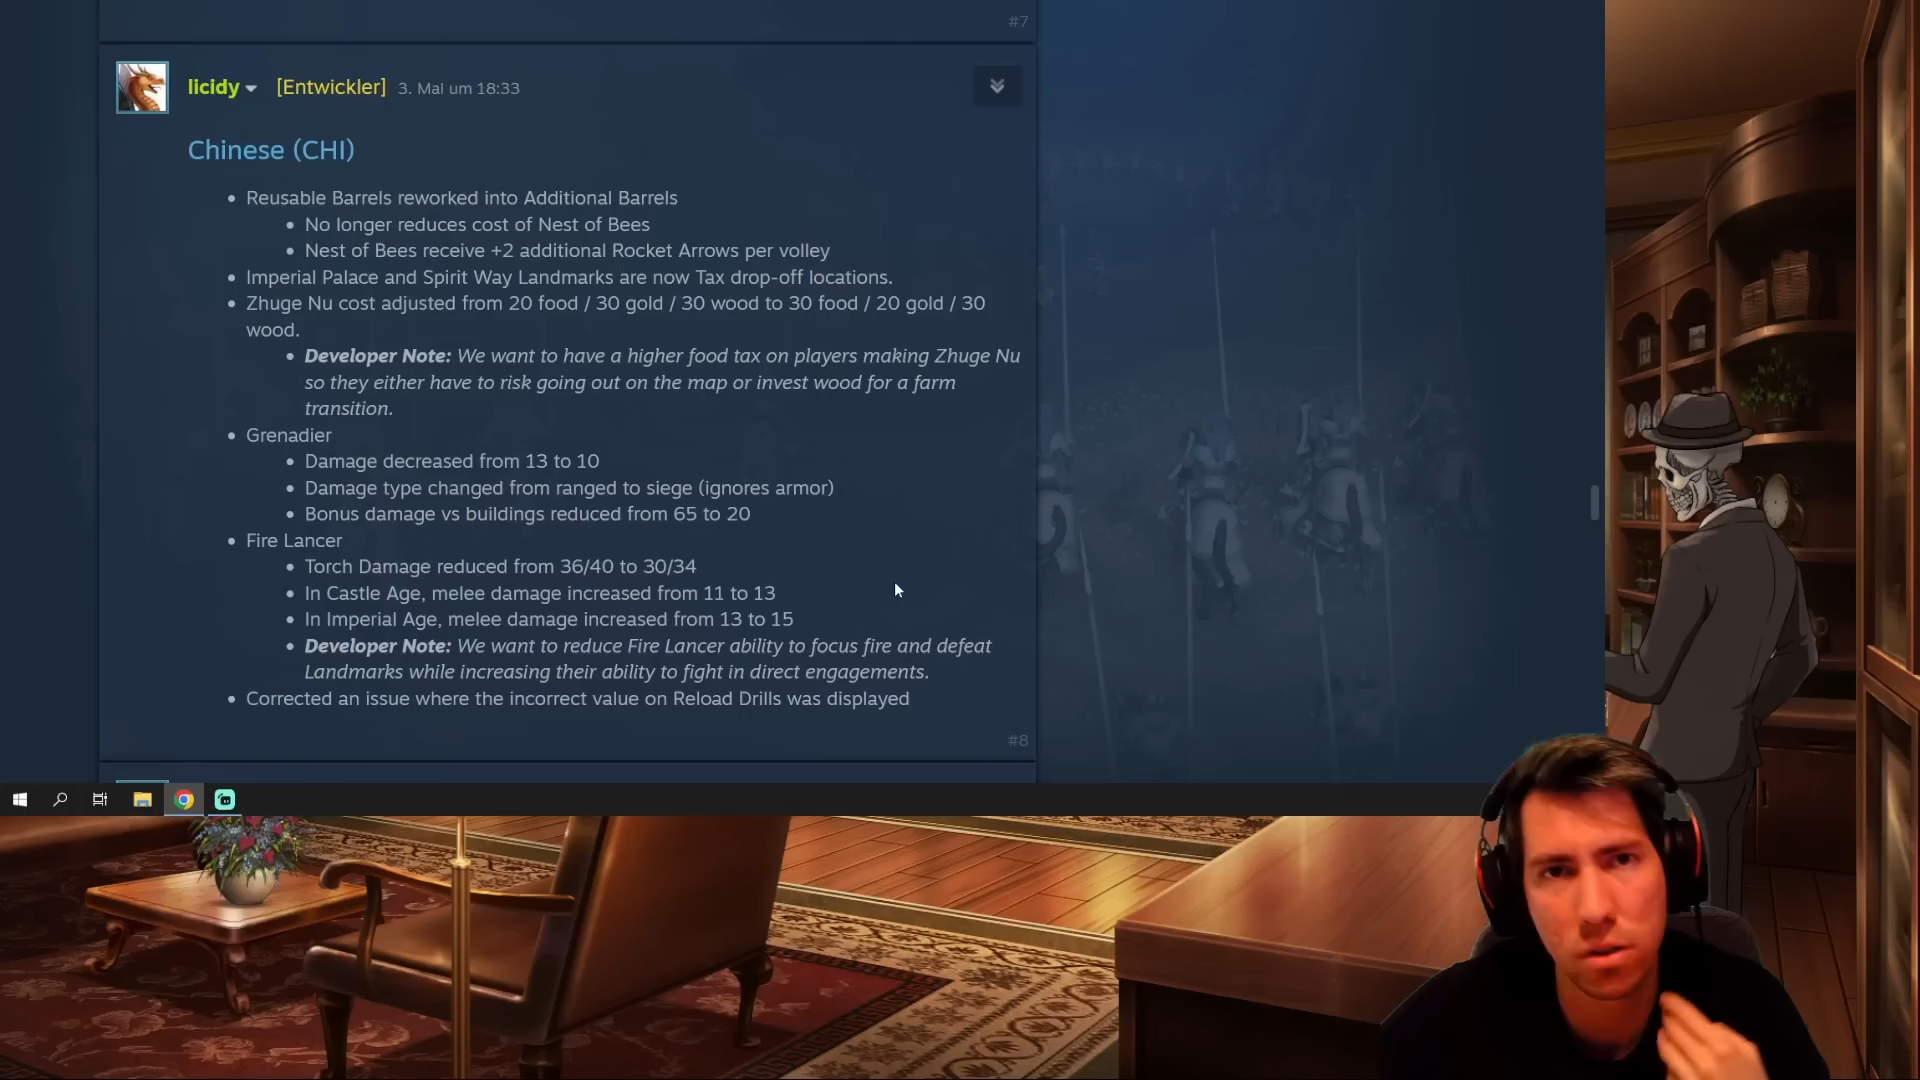 #7
licidy [Entwickler] 3. Mai um 18:33
Chinese (CHI)
• Reusable Barrels reworked into Additional Barrels
• No longer reduces cost of Nest of Bees
• Nest of Bees receive +2 additional Rocket Arrows per volley
• Imperial Palace and Spirit Way Landmarks are now Tax drop-off locations.
• Zhuge Nu cost adjusted from 20 food / 30 gold / 30 wood to 30 food / 20 gold / 30
wood.
• Developer Note: We want to have a higher food tax on players making Zhuge Nu
so they either have to risk going out on the map or invest wood for a farm
transition.
• Grenadier
• Damage decreased from 13 to 10
• Damage type changed from ranged to siege (ignores armor)
• Bonus damage vs buildings reduced from 65 to 20
• Fire Lancer
• Torch Damage reduced from 36/40 to 30/34
• In Castle Age, melee damage increased from 11 to 13
• In Imperial Age, melee damage increased from 13 to 15
• Developer Note: We want to reduce Fire Lancer ability to focus fire and defeat
Landmarks while increasing their ability to fight in direct engagements.
• Corrected an issue where the incorrect value on Reload Drills was displayed
#8